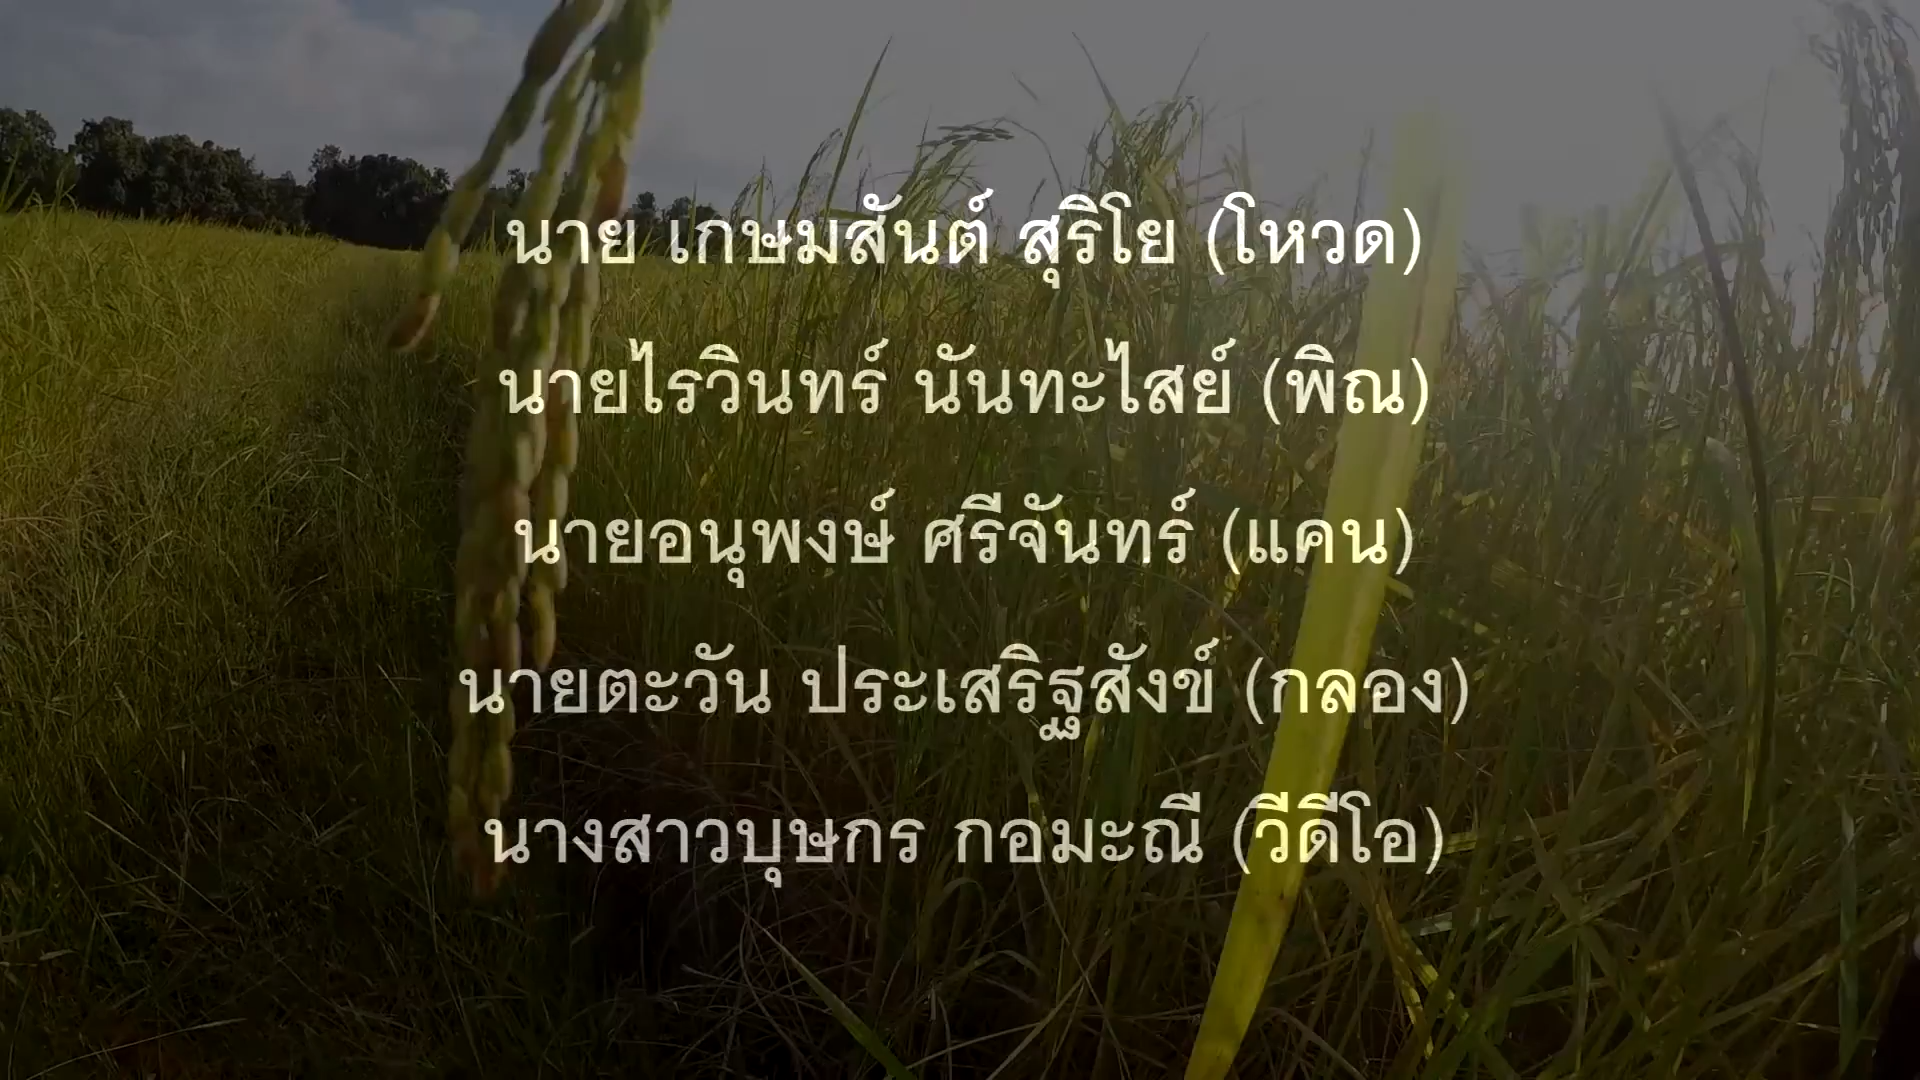 นาย เกษมสันต์ สุริโย (โหวด)
นายไรวินทร์ นันทะไสย์ (พิณ)
นายอนุพงษ์ ศรีจันทร์ (แคน)
นายตะวัน ประเสริฐสังข์ (กลอง)
นางสาวบุษกร กอมะณี (วีดีโอ)